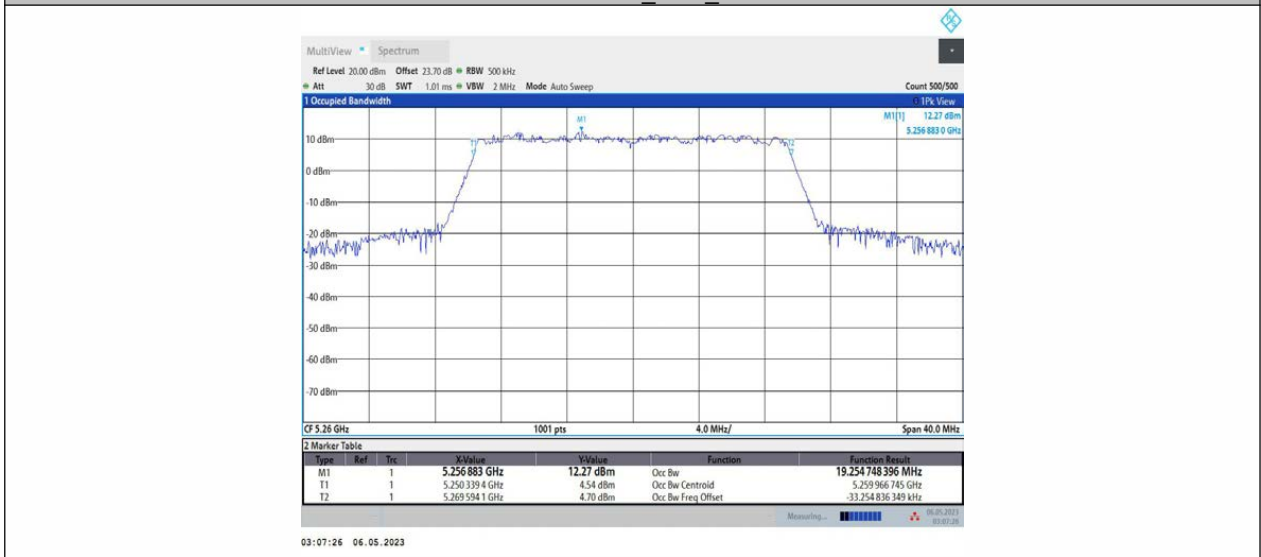 MultiView Spectrum
Ref Level 20.00 dBm Offset 23.70 dB RBW 500 kHz
Att 30 dB SWT 1.01 ms VBW 2 MHz Mode Auto Sweep Count 500/500
1 Occupied Bandwidth 1Pk View
M1[1] 12.27 dBm
5.256 883 0 GHz
M1
10 dBm
T1 T2
0 dBm
-10 dBm
-20 dBm
-30 dBm
-40 dBm
-50 dBm
-60 dBm
-70 dBm
CF 5.26 GHz 1001 pts 4.0 MHz/ Span 40.0 MHz
2 Marker Table
Type Ref Trc X-Value Y-Value Function Function Result
M1 1 5.256 883 GHz 12.27 dBm Occ Bw 19.254 748 396 MHz
T1 1 5.250 339 4 GHz 4.54 dBm Occ Bw Centroid 5.259 966 745 GHz
T2 1 5.269 594 1 GHz 4.70 dBm Occ Bw Freq Offset -33.254 836 349 kHz
Measuring... 06.05.2023
03:07:26
03:07:26 06.05.2023